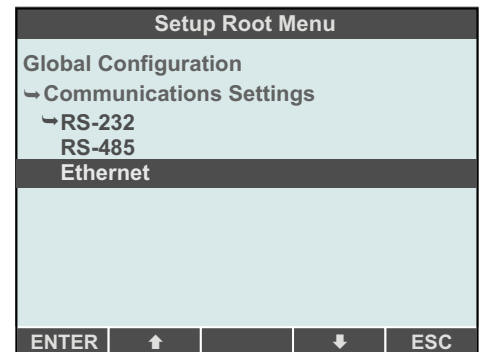 Setup Root Menu
Global Configuration
➥Communications Settings
➥RS-232
RS-485
Ethernet
ENTER ⬆ ⬇ ESC